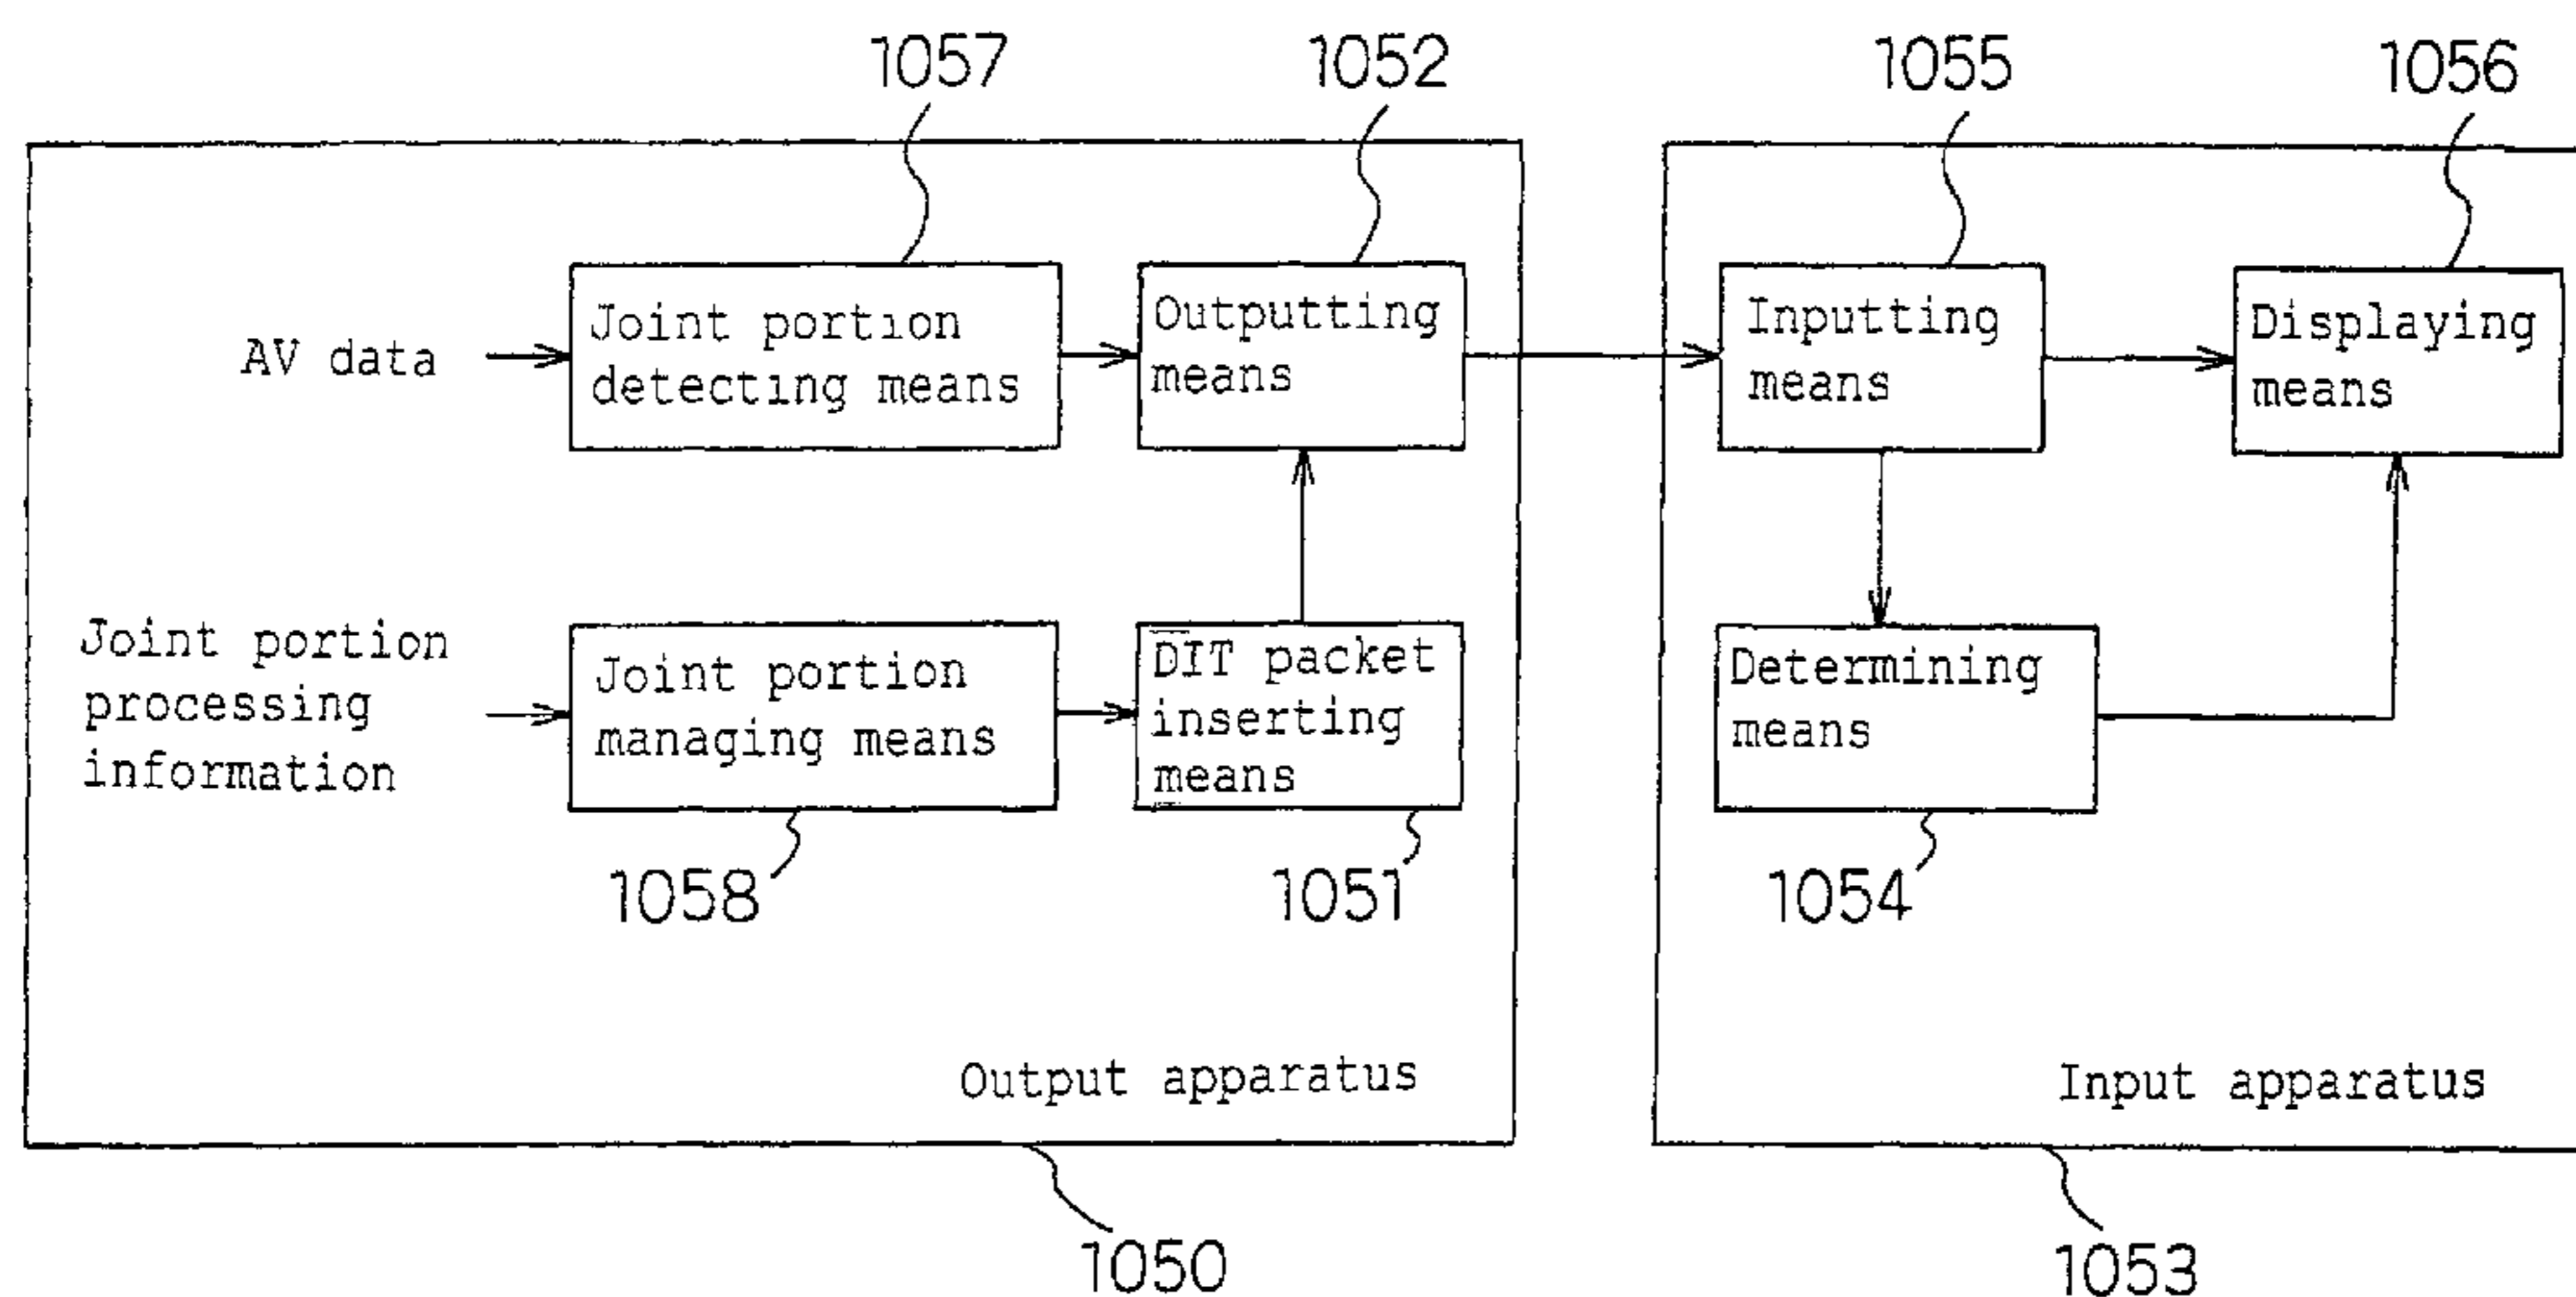 1057
1052
1055
1056
AV data
Joint portion
detecting means
Outputting
means
Inputting
means
Displaying
means
Joint portion
processing
information
Joint portion
managing means
DIT packet
inserting
means
Determining
means
1058
1051
1054
Output apparatus
Input apparatus
1050
1053